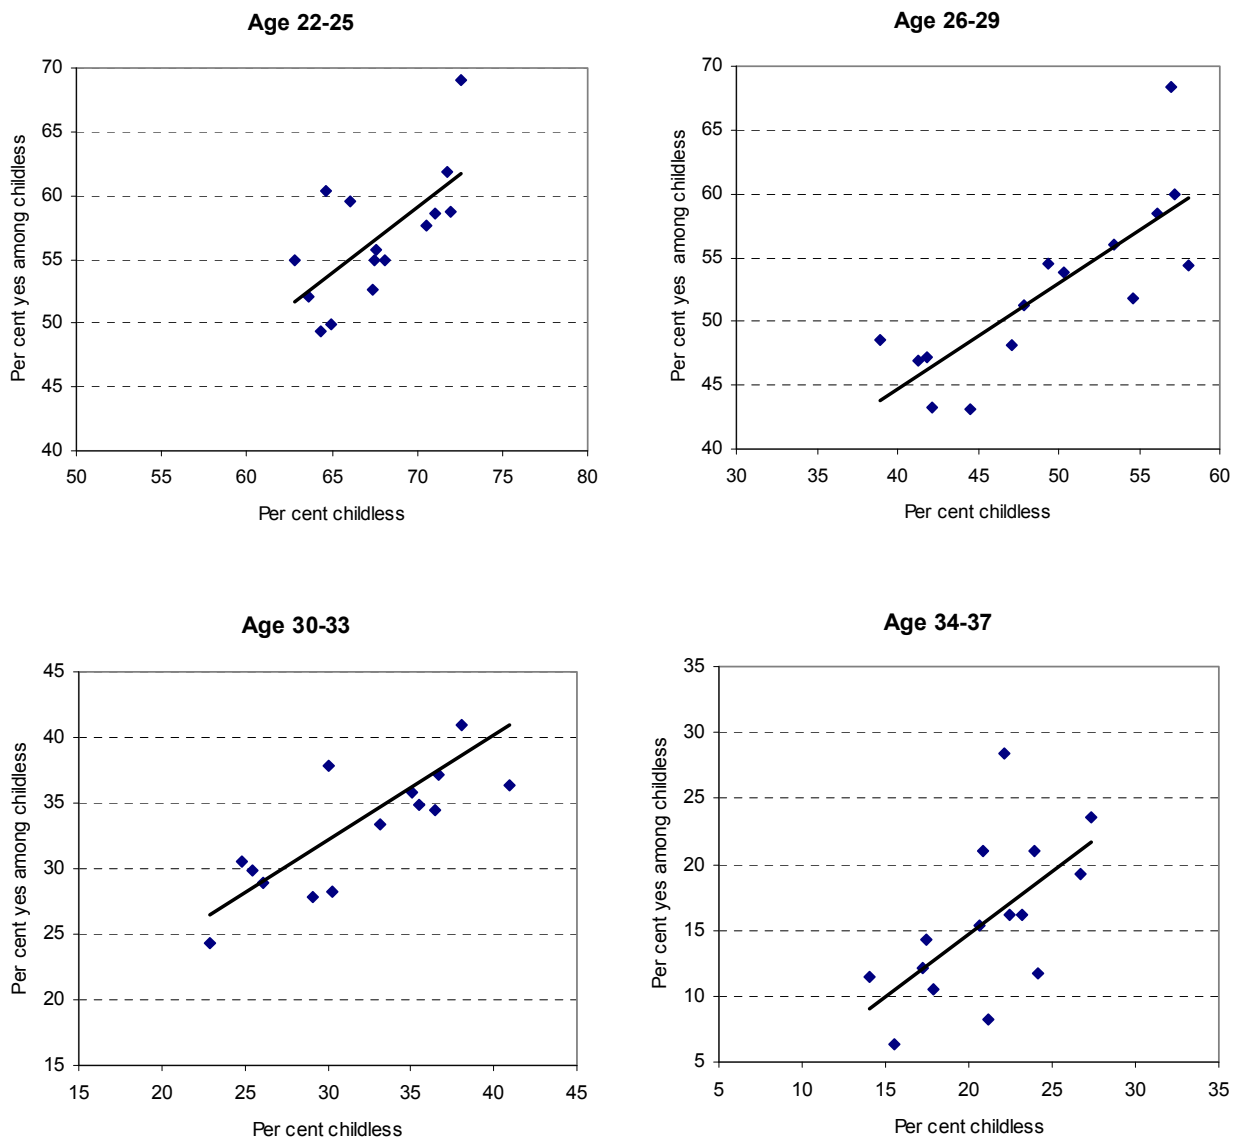 Age 22-25
Per cent yes among childless
70
65
60
55
50
45
40
50 55 60 65 70 75 80
Per cent childless
Age 26-29
Per cent yes among childless
70
65
60
55
50
45
40
30 35 40 45 50 55 60
Per cent childless
Age 30-33
Per cent yes among childless
45
40
35
30
25
20
15
15 20 25 30 35 40 45
Per cent childless
Age 34-37
Per cent yes among childless
35
30
25
20
15
10
5
5 10 15 20 25 30 35
Per cent childless